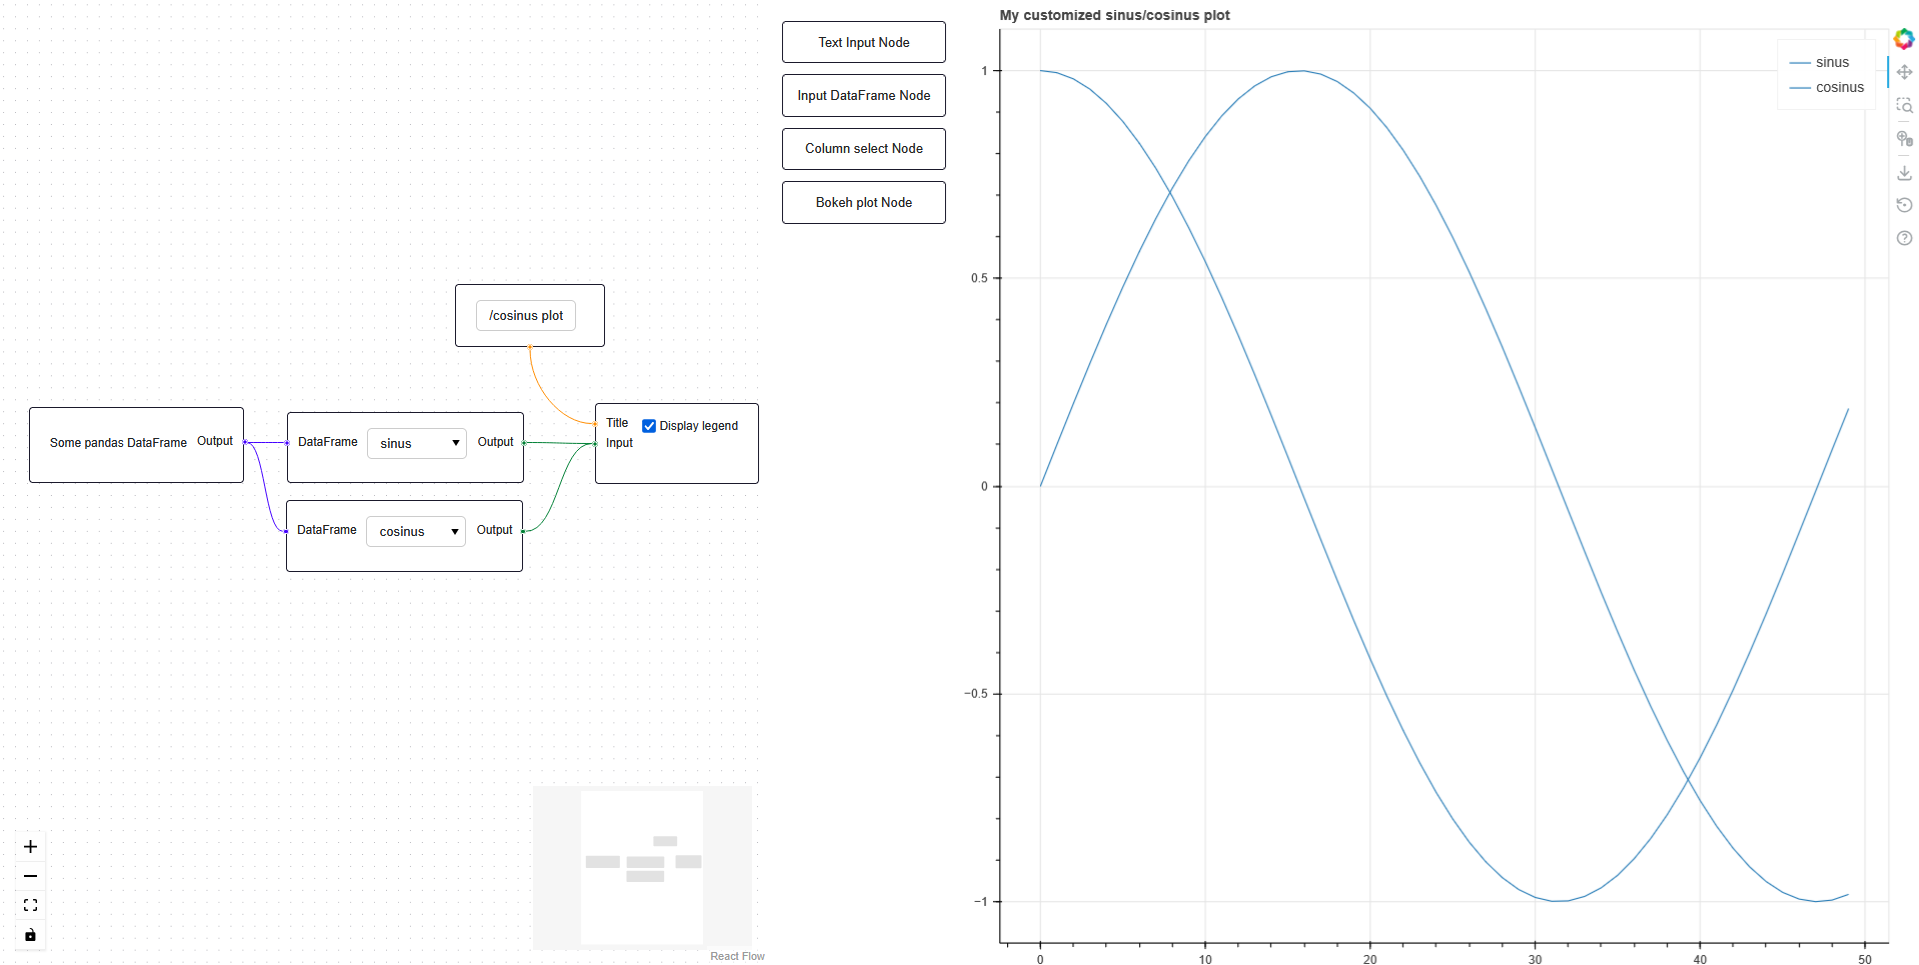 /cosinus plot
Some pandas DataFrame Output
DataFrame sinus Output
DataFrame cosinus Output
Title Display legend
Input
React Flow
Text Input Node
Input DataFrame Node
Column select Node
Bokeh plot Node
My customized sinus/cosinus plot
sinus
cosinus
1
0.5
0
−0.5
−1
0 10 20 30 40 50